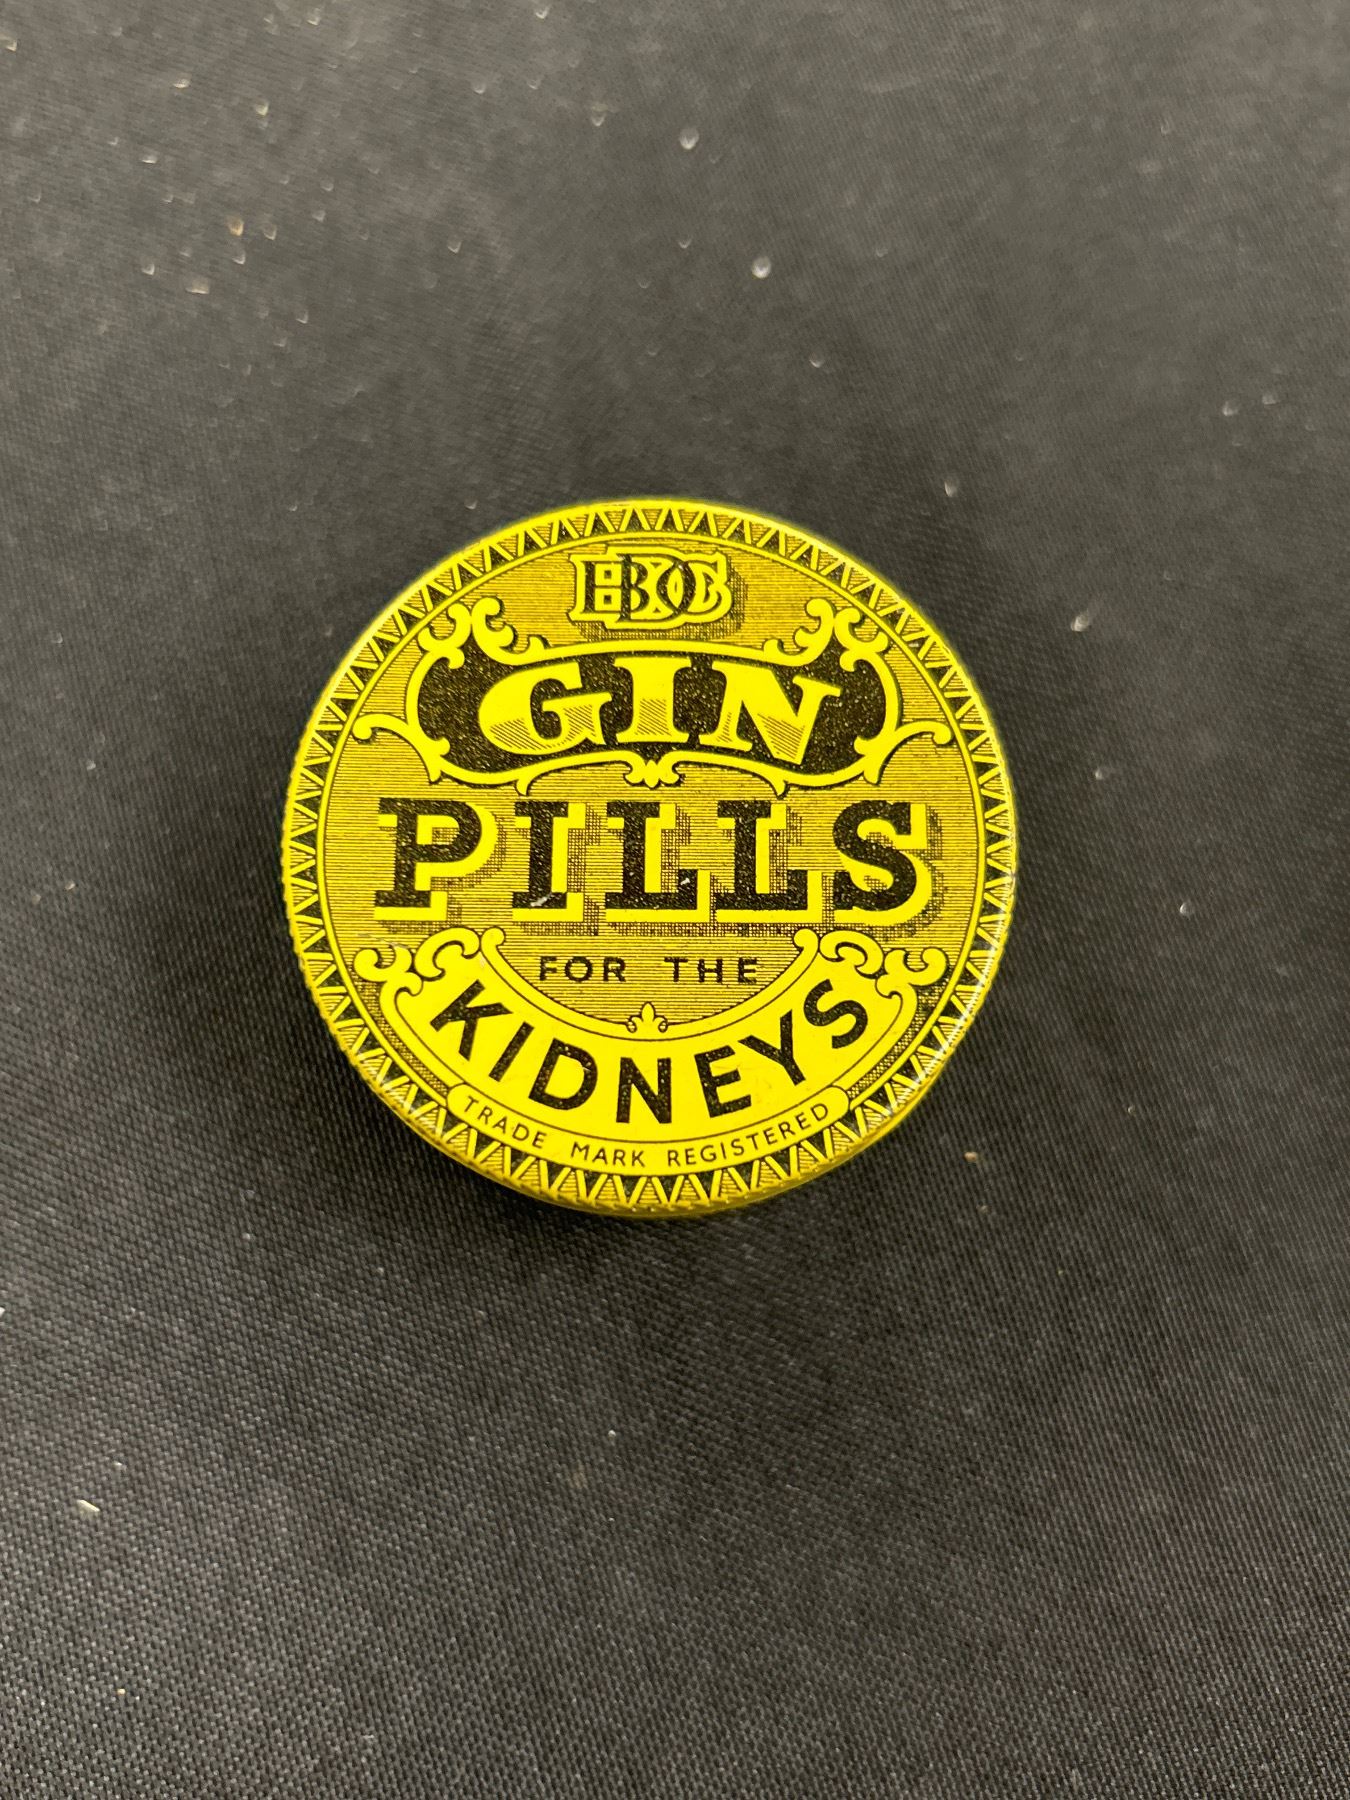 GIN
PILLS
FOR THE
KIDNEYS
TRADE MARK REGISTERED